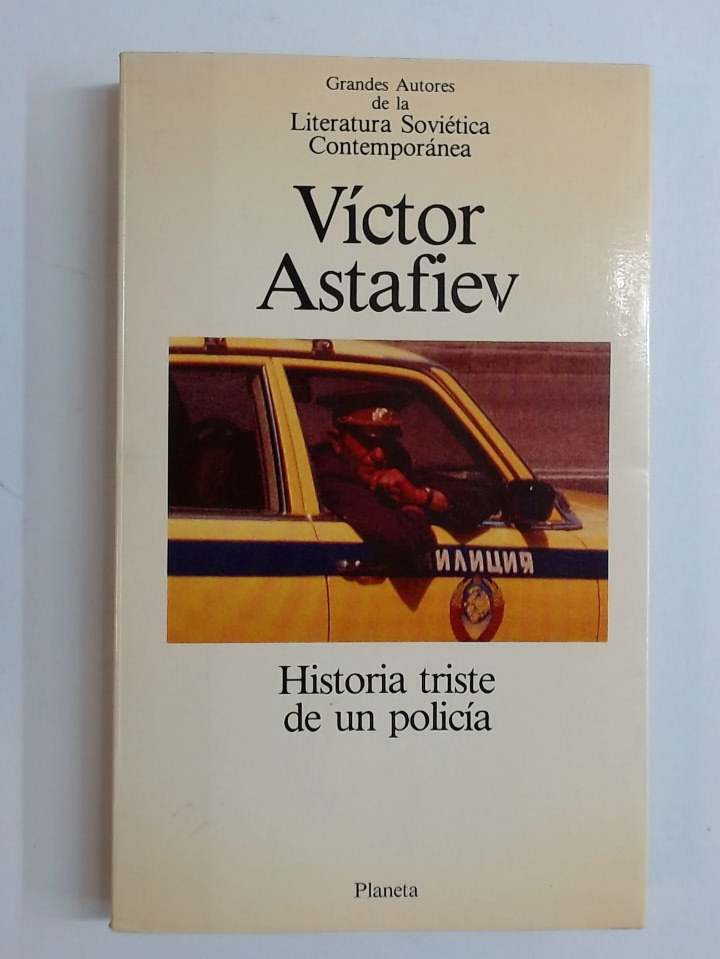 Grandes Autores
de la
Literatura Soviética
Contemporánea
Víctor
Astafiev
ИЛИЦИЯ
Historia triste
de un policía
Planeta